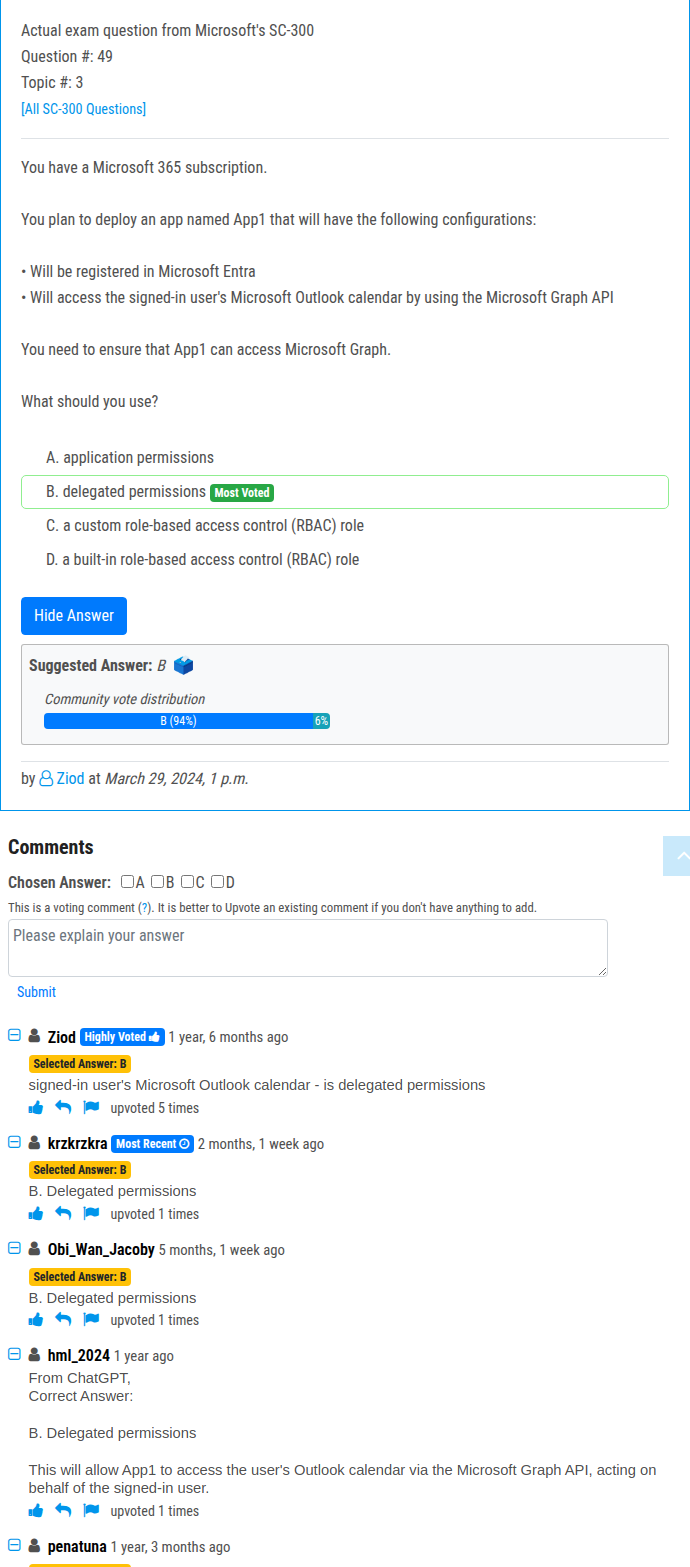 Actual exam question from Microsoft's SC-300
Question #: 49
Topic #: 3
[All SC-300 Questions]
You have a Microsoft 365 subscription.
You plan to deploy an app named App1 that will have the following configurations:
• Will be registered in Microsoft Entra
• Will access the signed-in user's Microsoft Outlook calendar by using the Microsoft Graph API
You need to ensure that App1 can access Microsoft Graph.
What should you use?
A. application permissions
B. delegated permissions Most Voted
C. a custom role-based access control (RBAC) role
D. a built-in role-based access control (RBAC) role
Hide Answer
Suggested Answer: B
Community vote distribution
B (94%) 6%
by Ziod at March 29, 2024, 1 p.m.
Comments
Chosen Answer: A B C D
This is a voting comment (?). It is better to Upvote an existing comment if you don't have anything to add.
Please explain your answer
Submit
Ziod Highly Voted 1 year, 6 months ago
Selected Answer: B
signed-in user's Microsoft Outlook calendar - is delegated permissions
upvoted 5 times
krzkrzkra Most Recent 2 months, 1 week ago
Selected Answer: B
B. Delegated permissions
upvoted 1 times
Obi_Wan_Jacoby 5 months, 1 week ago
Selected Answer: B
B. Delegated permissions
upvoted 1 times
hml_2024 1 year ago
From ChatGPT,
Correct Answer:
B. Delegated permissions
This will allow App1 to access the user's Outlook calendar via the Microsoft Graph API, acting on
behalf of the signed-in user.
upvoted 1 times
penatuna 1 year, 3 months ago